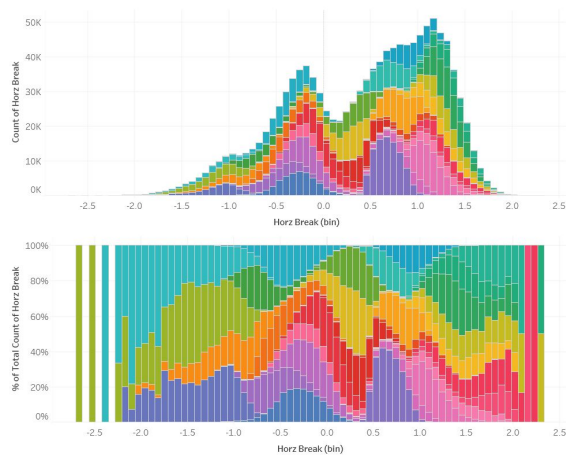 50K
40K
30K
20K
10K
0K
Count of Horz Break
-2.5 -2.0 -1.5 -1.0 -0.5 0.0 0.5 1.0 1.5 2.0 2.5
Horz Break (bin)
100%
80%
60%
40%
20%
0%
% of Total Count of Horz Break
-2.5 -2.0 -1.5 -1.0 -0.5 0.0 0.5 1.0 1.5 2.0 2.5
Horz Break (bin)